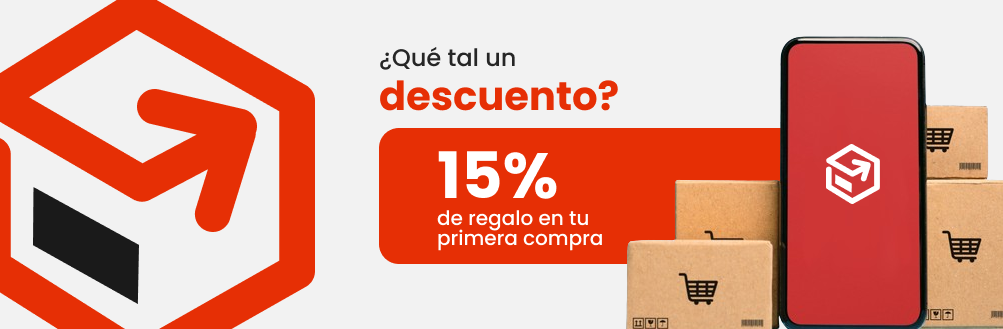 ¿Qué tal un
descuento?
15%
de regalo en tu
primera compra